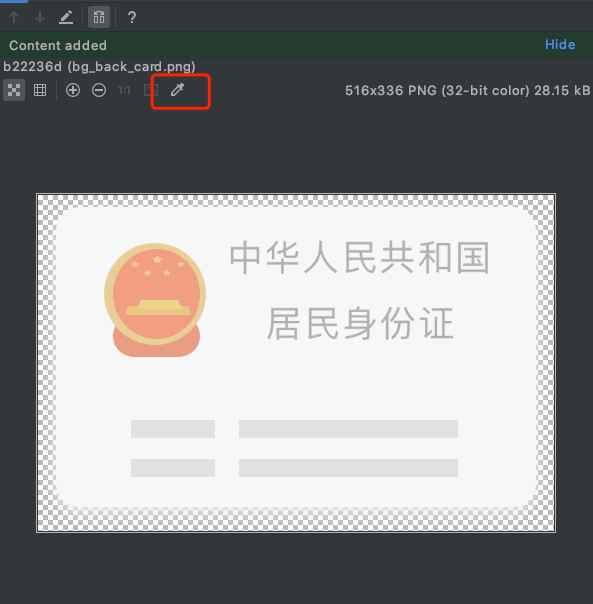 ?
Content added
Hide
b22236d (bg_back_card.png)
1:1
516x336 PNG (32-bit color) 28.15 kB
中华人民共和国
居民身份证